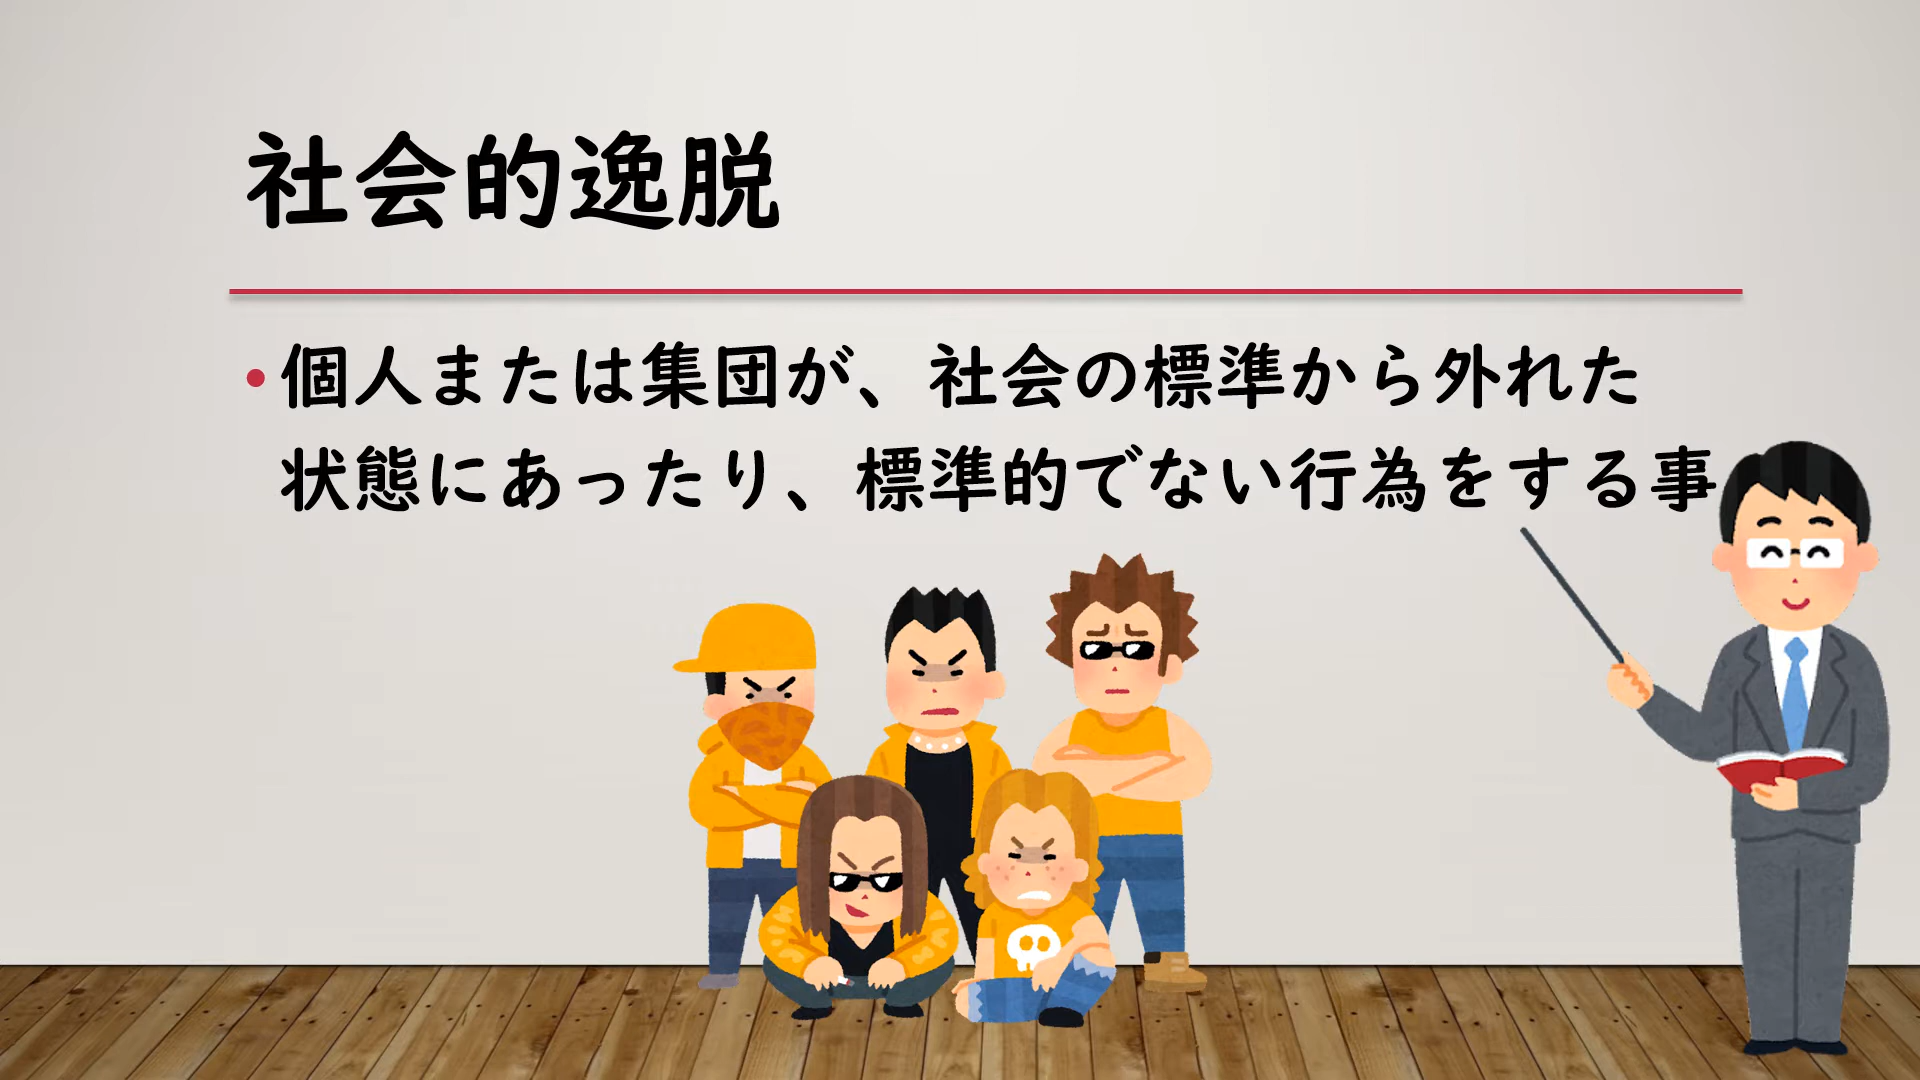 社会的逸脱
•個人または集団が、社会の標準から外れた
状態にあったり、標準的でない行為をする事